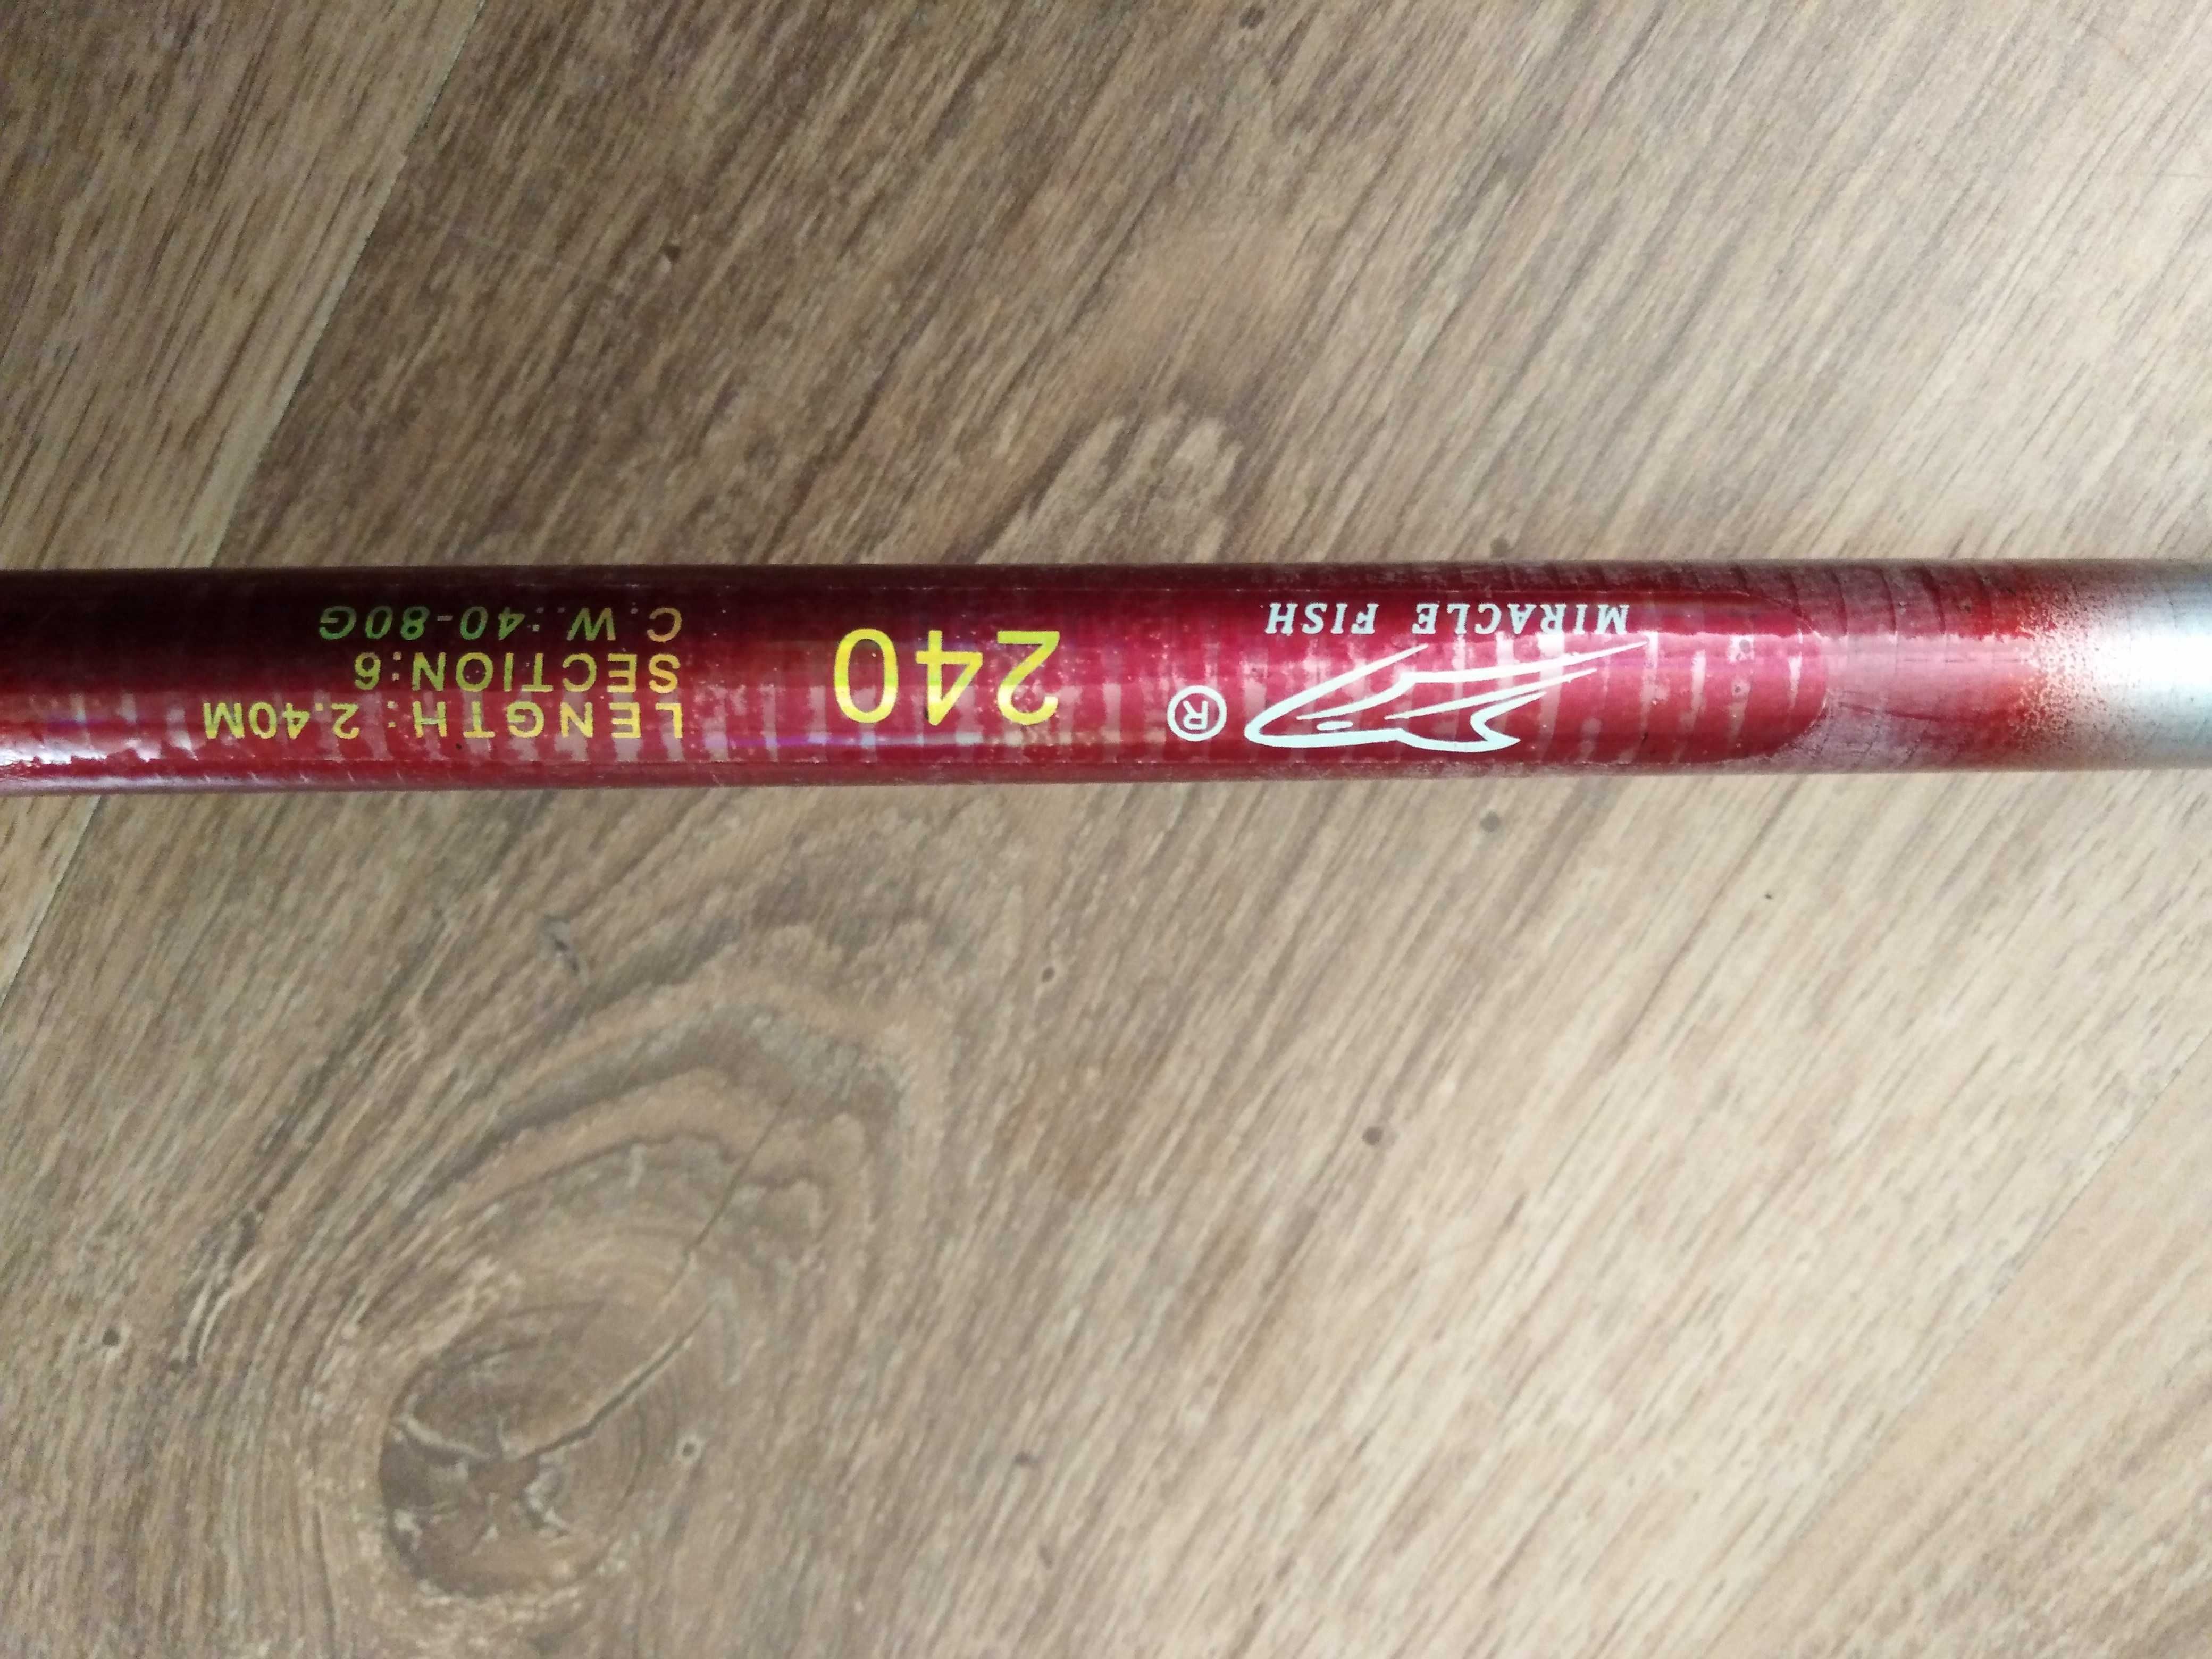 MIRACLE FISH
®
240
LENGTH: 2.40M
SECTION:6
C.W.:40-80G